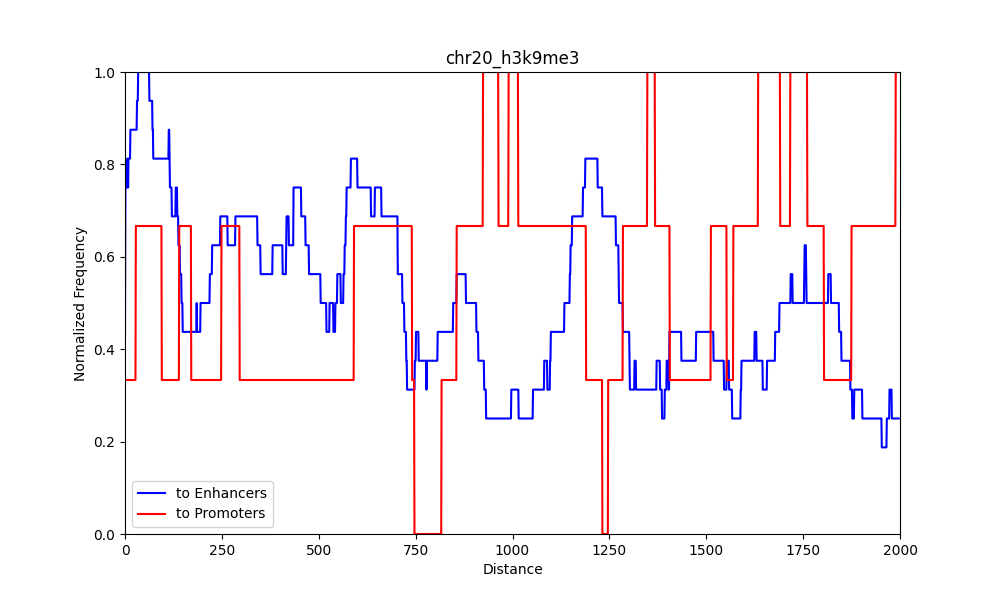 chr20_h3k9me3
Normalized Frequency
1.0
0.8
0.6
0.4
0.2
0.0
to Enhancers
to Promoters
0 250 500 750 1000 1250 1500 1750 2000
Distance